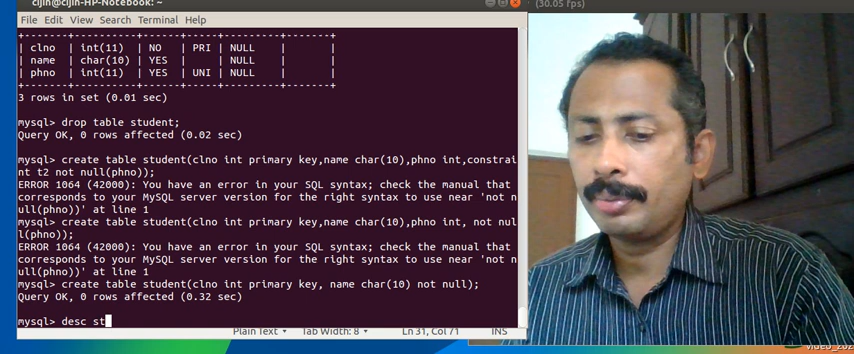 cijin@cijin-HP-Notebook: ~
(30.05 fps)
File Edit View Search Terminal Help
+-------+----------+------+-----+---------+-------+
| clno | int(11) | NO | PRI | NULL | |
| name | char(10) | YES | | NULL | |
| phno | int(11) | YES | UNI | NULL | |
+-------+----------+------+-----+---------+-------+
3 rows in set (0.01 sec)
mysql> drop table student;
Query OK, 0 rows affected (0.02 sec)
mysql> create table student(clno int primary key,name char(10),phno int,constrai
nt t2 not null(phno));
ERROR 1064 (42000): You have an error in your SQL syntax; check the manual that
corresponds to your MySQL server version for the right syntax to use near 'not n
ull(phno))' at line 1
mysql> create table student(clno int primary key,name char(10),phno int, not nul
l(phno));
ERROR 1064 (42000): You have an error in your SQL syntax; check the manual that
corresponds to your MySQL server version for the right syntax to use near 'not n
ull(phno))' at line 1
mysql> create table student(clno int primary key, name char(10) not null);
Query OK, 0 rows affected (0.32 sec)
mysql> desc st
Plain Text Tab Width: 8 Ln 31, Col 71 INS